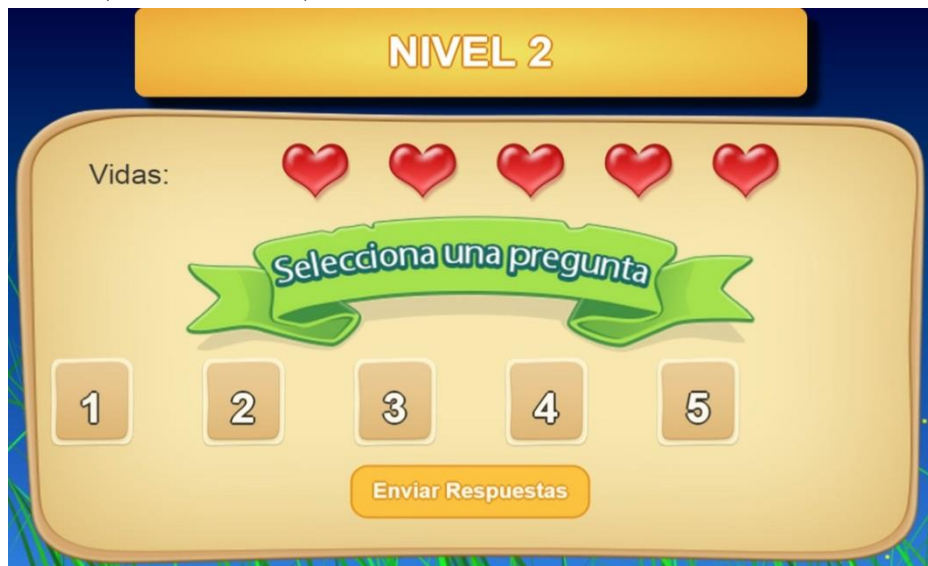 NIVEL 2
Vidas:
Selecciona una pregunta
1 2 3 4 5
Enviar Respuestas